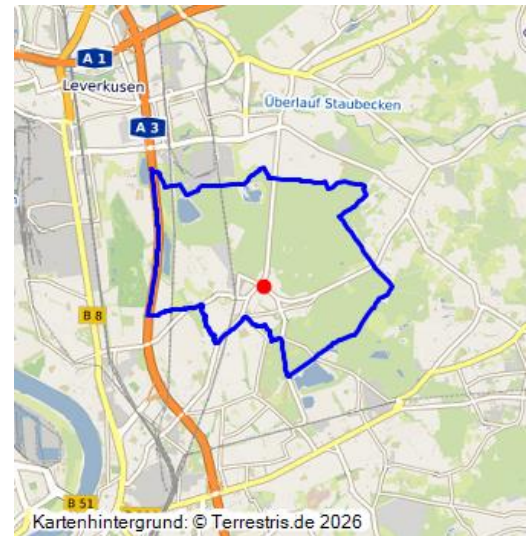 A 1
Leverkusen
Überlauf Staubecken
A 3
B 8
B 51
Kartenhintergrund: © Terrestris.de 2026